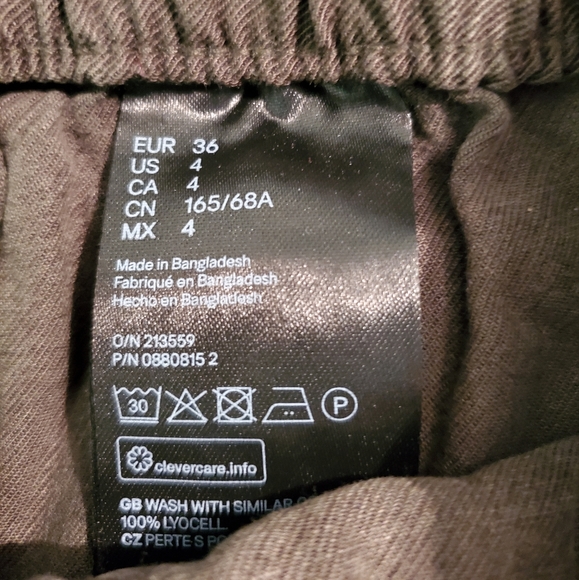 EUR 36
US 4
CA 4
CN 165/68A
MX 4
Made in Bangladesh
Fabriqué en Bangladesh
Hecho en Bangladesh
O/N 213559
P/N 0880815 2
30 P
clevercare.info
GB WASH WITH SIMILAR
100% LYOCELL
CZ PERTE S